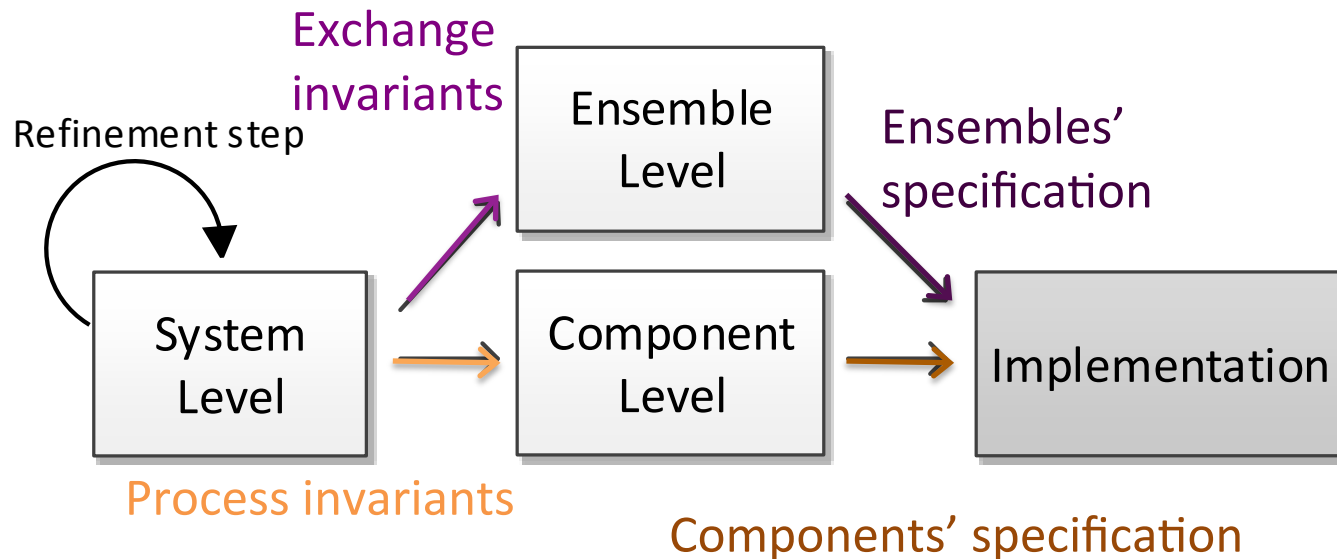 Exchange
invariants
Refinement step
Ensemble
Level
Ensembles’
specification
System
Level
Component
Level
Implementation
Process invariants
Components’ specification